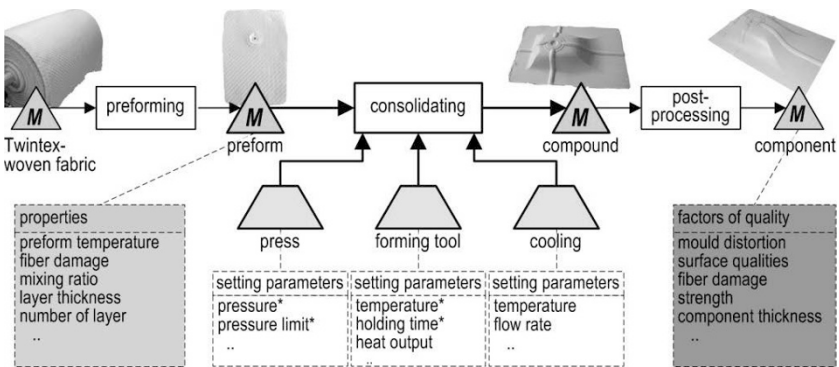 M
preforming
M
consolidating
M
post-
processing
M
Twintex-
woven fabric
preform
compound
component
press
forming tool
cooling
properties
preform temperature
fiber damage
mixing ratio
layer thickness
number of layer
..
setting parameters
pressure*
pressure limit*
..
setting parameters
temperature*
holding time*
heat output
..
setting parameters
temperature
flow rate
..
factors of quality
mould distortion
surface qualities
fiber damage
strength
component thickness
..